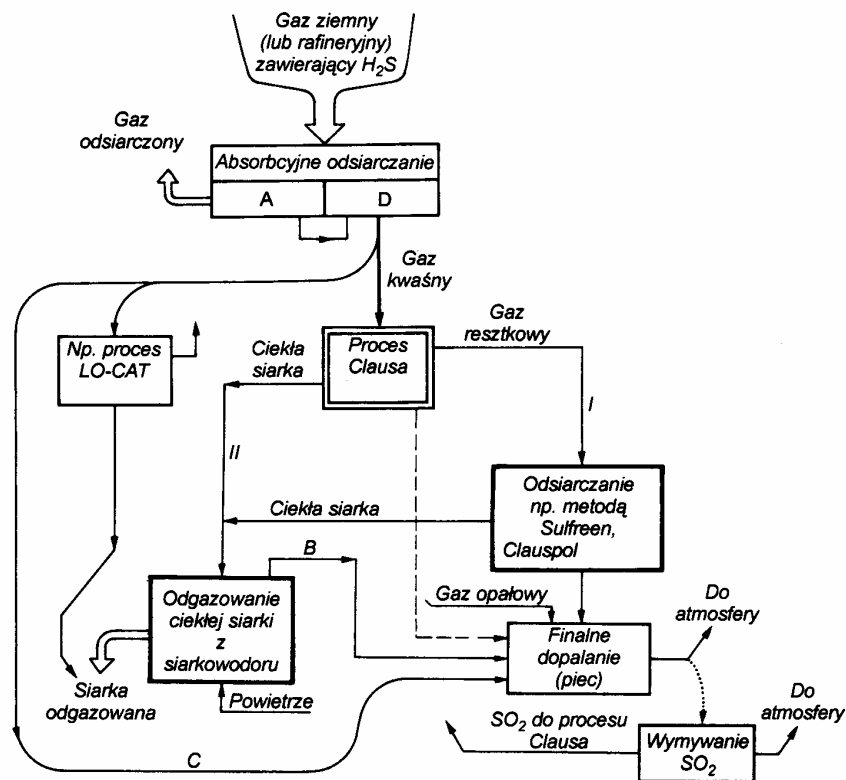 Gaz ziemny
(lub rafineryjny)
zawierający H₂S
Gaz
odsiarczony
Absorbcyjne odsiarczanie
A
D
Gaz
kwaśny
Gaz
resztkowy
Np. proces
LO-CAT
Ciekła
siarka
Proces
Clausa
I
II
Odsiarczanie
np. metodą
Sulfreen,
Clauspol
Ciekła siarka
B
Odgazowanie
ciekłej siarki
z
siarkowodoru
Gaz opałowy
Do
atmosfery
Finalne
dopalanie
(piec)
Siarka
odgazowana
Powietrze
SO₂ do procesu
Clausa
Do
atmosfery
Wymywanie
SO₂
C